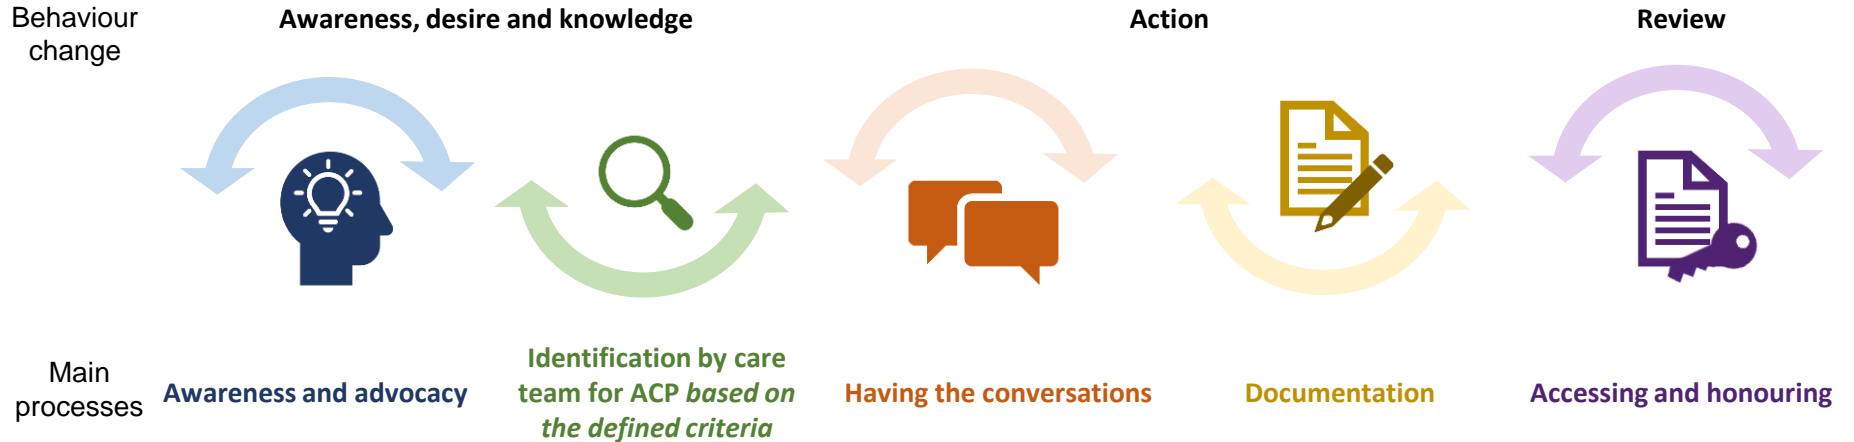 Behaviour
change
Awareness, desire and knowledge
Action
Review
Main
processes
Awareness and advocacy
Identification by care
team for ACP based on
the defined criteria
Having the conversations
Documentation
Accessing and honouring